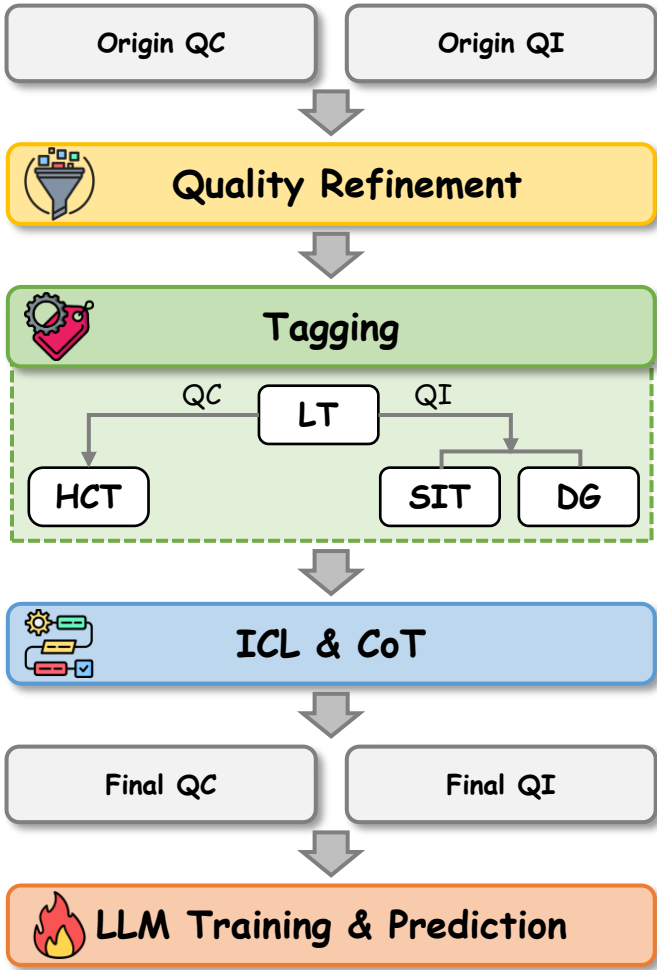 Origin QC
Origin QI
Quality Refinement
Tagging
QC
LT
QI
HCT
SIT
DG
ICL & CoT
Final QC
Final QI
LLM Training & Prediction